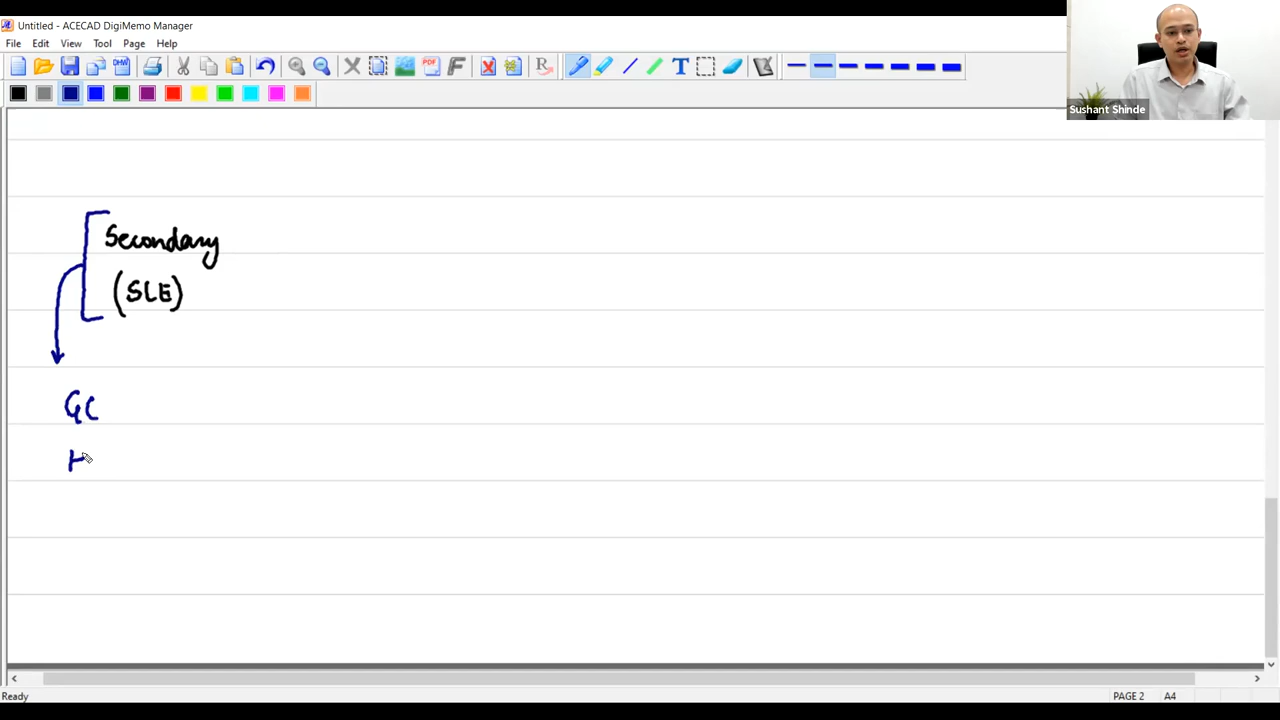 Untitled - ACECAD DigiMemo Manager
File Edit View Tool Page Help
Sushant Shinde
Secondary
(SLE)
GC
H
Ready
PAGE 2 A4